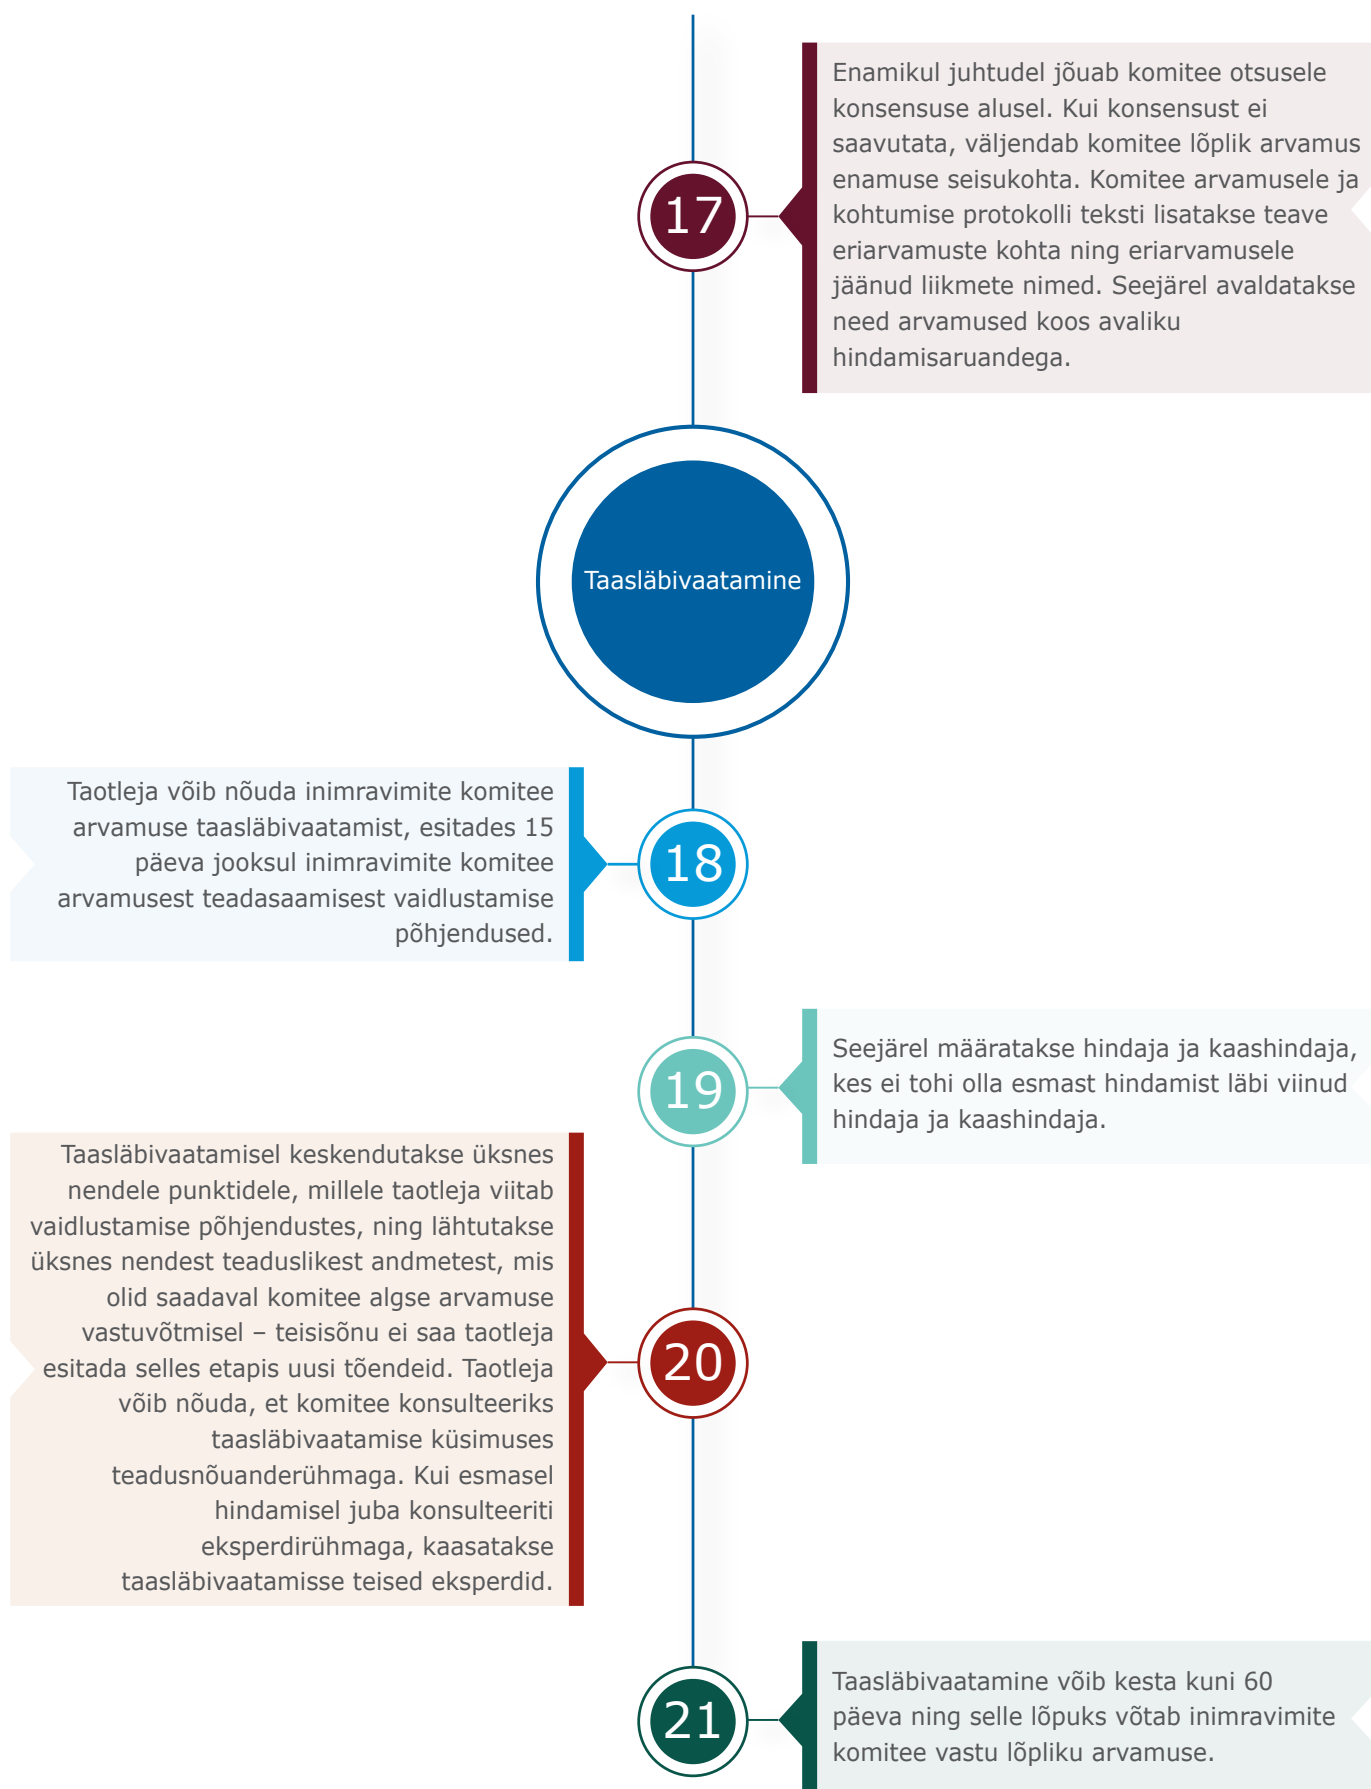 17
Enamikul juhtudel jõuab komitee otsusele
konsensuse alusel. Kui konsensust ei
saavutata, väljendab komitee lõplik arvamus
enamuse seisukohta. Komitee arvamusele ja
kohtumise protokolli teksti lisatakse teave
eriarvamuste kohta ning eriarvamusele
jäänud liikmete nimed. Seejärel avaldatakse
need arvamused koos avaliku
hindamisaruandega.
Taasläbivaatamine
18
Taotleja võib nõuda inimravimite komitee
arvamuse taasläbivaatamist, esitades 15
päeva jooksul inimravimite komitee
arvamusest teadasaamisest vaidlustamise
põhjendused.
19
Seejärel määratakse hindaja ja kaashindaja,
kes ei tohi olla esmast hindamist läbi viinud
hindaja ja kaashindaja.
20
Taasläbivaatamisel keskendutakse üksnes
nendele punktidele, millele taotleja viitab
vaidlustamise põhjendustes, ning lähtutakse
üksnes nendest teaduslikest andmetest, mis
olid saadaval komitee algse arvamuse
vastuvõtmisel – teisisõnu ei saa taotleja
esitada selles etapis uusi tõendeid. Taotleja
võib nõuda, et komitee konsulteeriks
taasläbivaatamise küsimuses
teadusnõuanderühmaga. Kui esmasel
hindamisel juba konsulteeriti
eksperdirühmaga, kaasatakse
taasläbivaatamisse teised eksperdid.
21
Taasläbivaatamine võib kesta kuni 60
päeva ning selle lõpuks võtab inimravimite
komitee vastu lõpliku arvamuse.